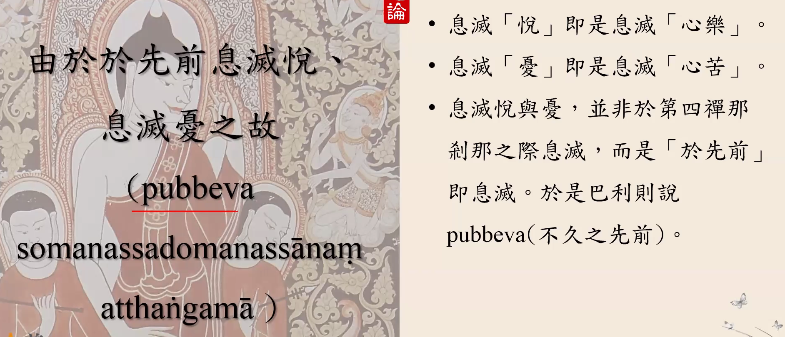 由於於先前息滅悅、
息滅憂之故
（pubbeva
somanassadomanassānaṃ
atthaṅgamā ）
論
• 息滅「悅」即是息滅「心樂」。
• 息滅「憂」即是息滅「心苦」。
• 息滅悅與憂，並非於第四禪那
剎那之際息滅，而是「於先前」
即息滅。於是巴利則說
pubbeva(不久之先前)。